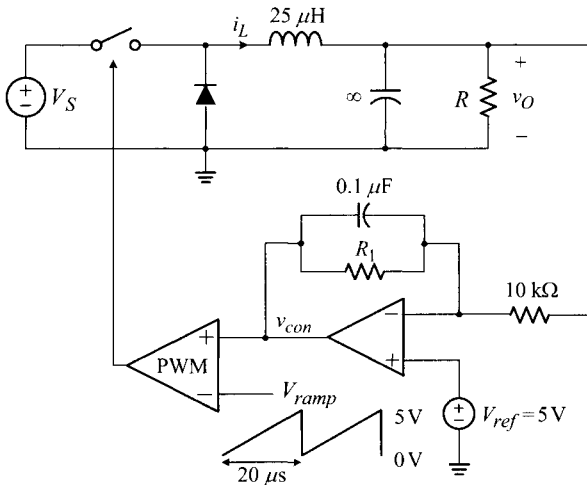 25 μH
i_L
V_S
∞
R
+
v_O
−
0.1 μF
R_1
10 kΩ
v_con
−
+
+
PWM
−
V_ramp
5 V
0 V
20 μs
V_ref = 5V